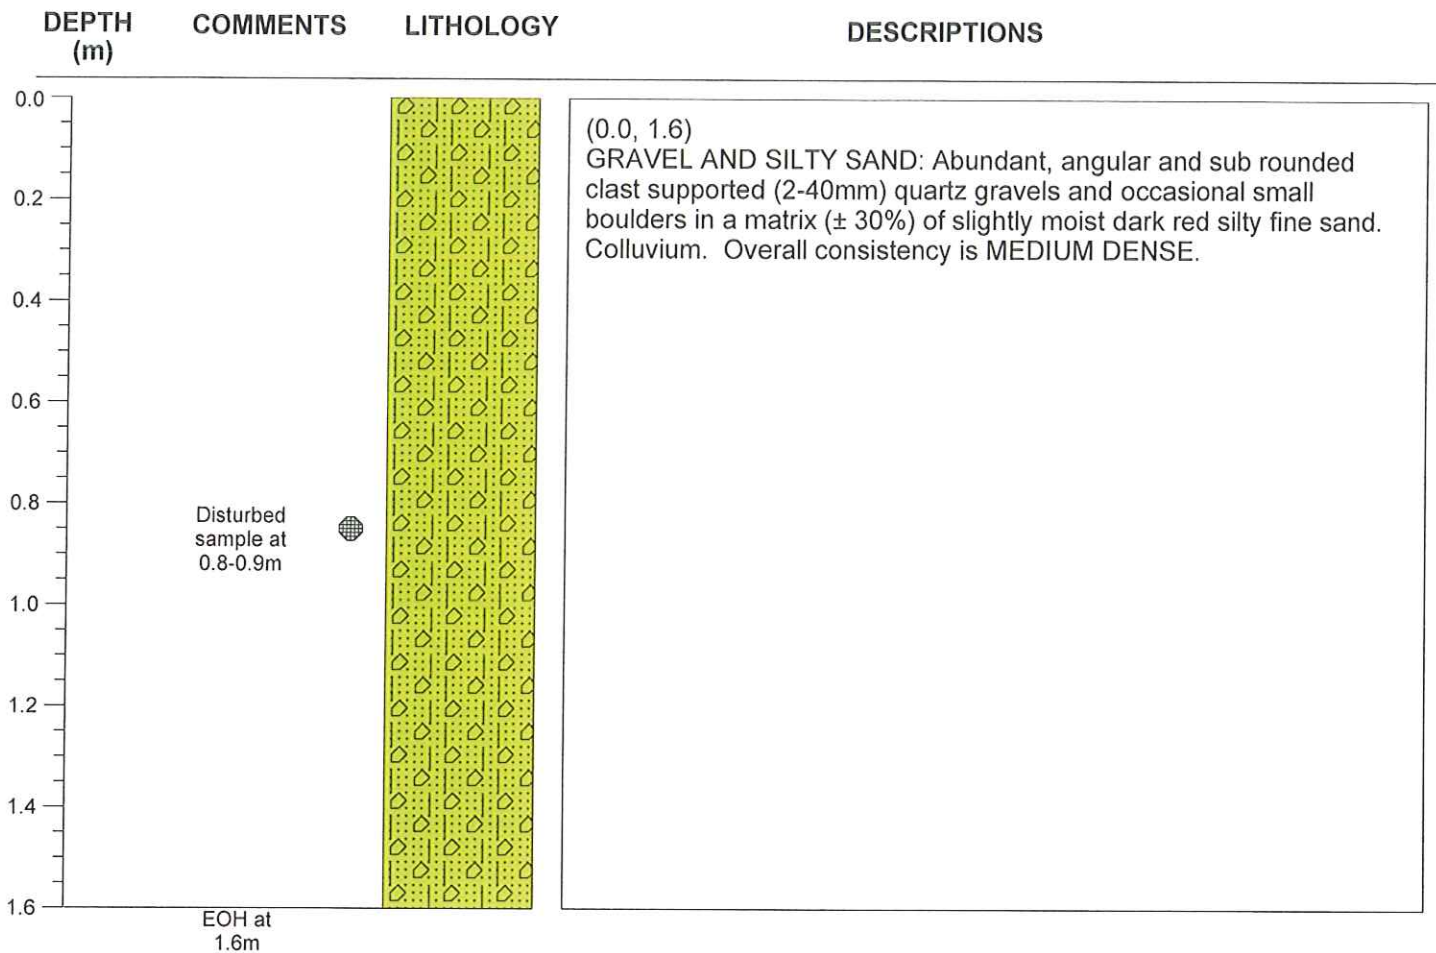 DEPTH
(m)
COMMENTS
LITHOLOGY
DESCRIPTIONS
0.0
0.2
0.4
0.6
0.8
1.0
1.2
1.4
1.6
Disturbed
sample at
0.8-0.9m
EOH at
1.6m
(0.0, 1.6)
GRAVEL AND SILTY SAND: Abundant, angular and sub rounded
clast supported (2-40mm) quartz gravels and occasional small
boulders in a matrix (± 30%) of slightly moist dark red silty fine sand.
Colluvium.  Overall consistency is MEDIUM DENSE.